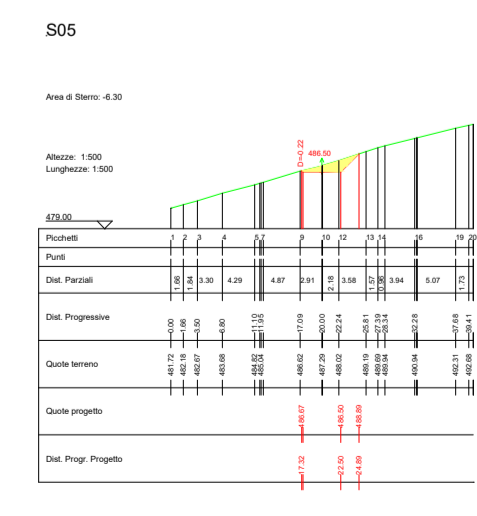 S05
Area di Sterro: -6.30
Altezze: 1:500
Lunghezze: 1:500
D=-0.22
486.50
479.00
Picchetti 1 2 3 4 5 7 9 10 12 13 14 16 19 20
Punti
Dist. Parziali 1.66 1.84 3.30 4.29 4.87 2.91 2.18 3.58 1.57 0.96 3.94 5.07 1.73
Dist. Progressive 0.00 1.66 3.50 6.80 11.10 11.95 17.09 20.00 22.24 25.81 27.39 28.34 32.28 37.68 39.41
Quote terreno 481.72 482.18 482.67 483.68 484.82 485.04 486.62 487.29 488.02 489.19 489.69 489.94 490.94 492.31 492.68
Quote progetto 486.67 486.50 488.89
Dist. Progr. Progetto 17.32 22.50 24.89